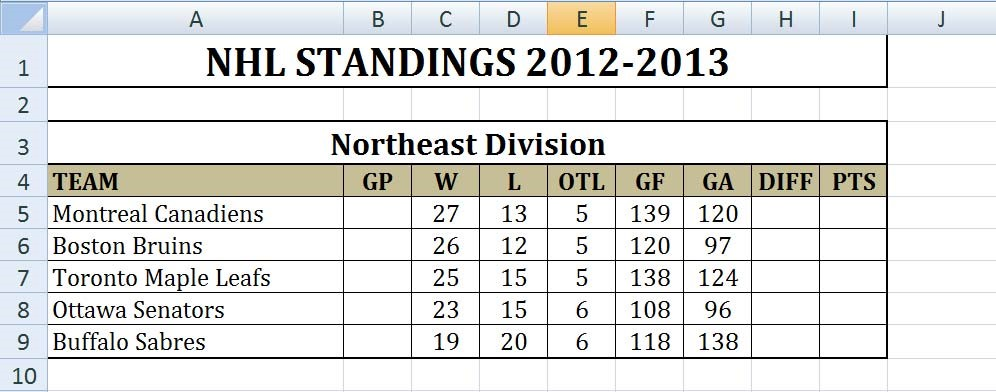 A B C D E F G H I J
1 NHL STANDINGS 2012-2013
2
3 Northeast Division
4 TEAM GP W L OTL GF GA DIFF PTS
5 Montreal Canadiens 27 13 5 139 120
6 Boston Bruins 26 12 5 120 97
7 Toronto Maple Leafs 25 15 5 138 124
8 Ottawa Senators 23 15 6 108 96
9 Buffalo Sabres 19 20 6 118 138
10